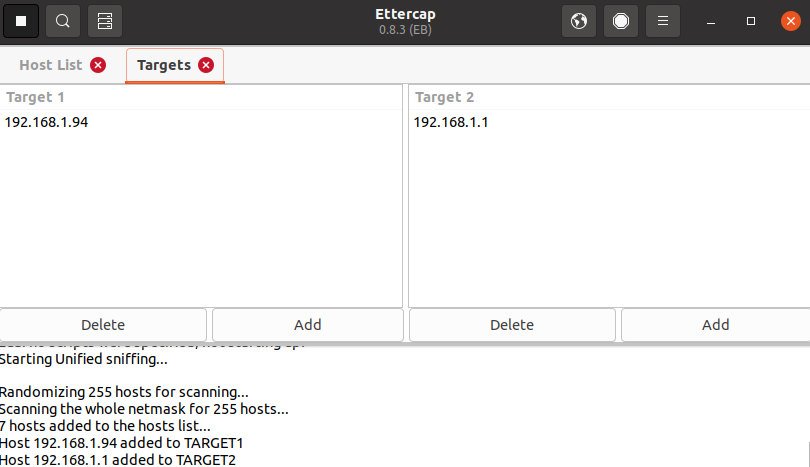 Ettercap
0.8.3 (EB)
Host List
Targets
Target 1
Target 2
192.168.1.94
192.168.1.1
Delete
Add
Delete
Add
Starting Unified sniffing...
Randomizing 255 hosts for scanning...
Scanning the whole netmask for 255 hosts...
7 hosts added to the hosts list...
Host 192.168.1.94 added to TARGET1
Host 192.168.1.1 added to TARGET2